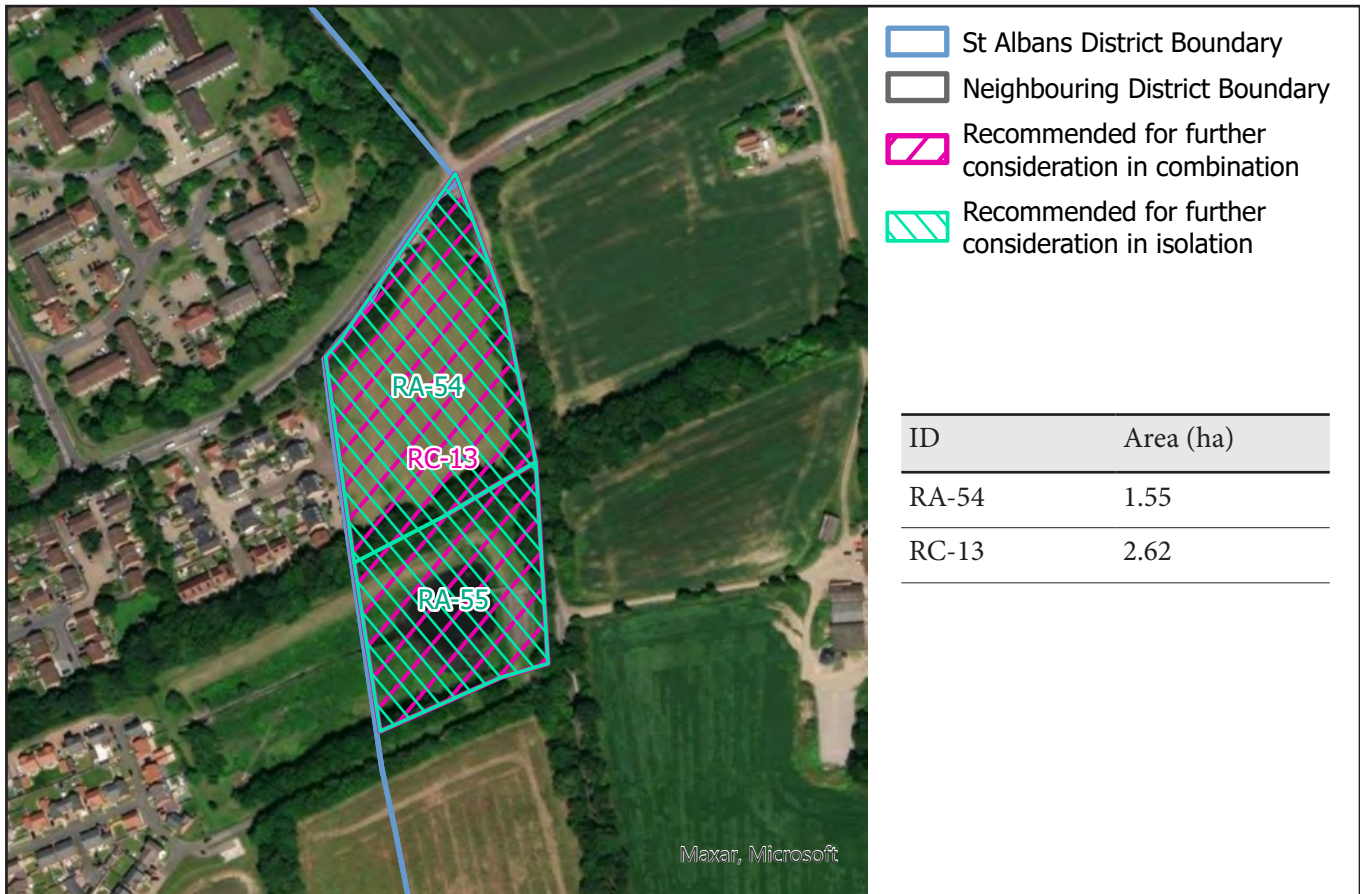 St Albans District Boundary
Neighbouring District Boundary
Recommended for further
consideration in combination
Recommended for further
consideration in isolation
RA-54
RC-13
RA-55
ID Area (ha)
RA-54 1.55
RC-13 2.62
Maxar, Microsoft